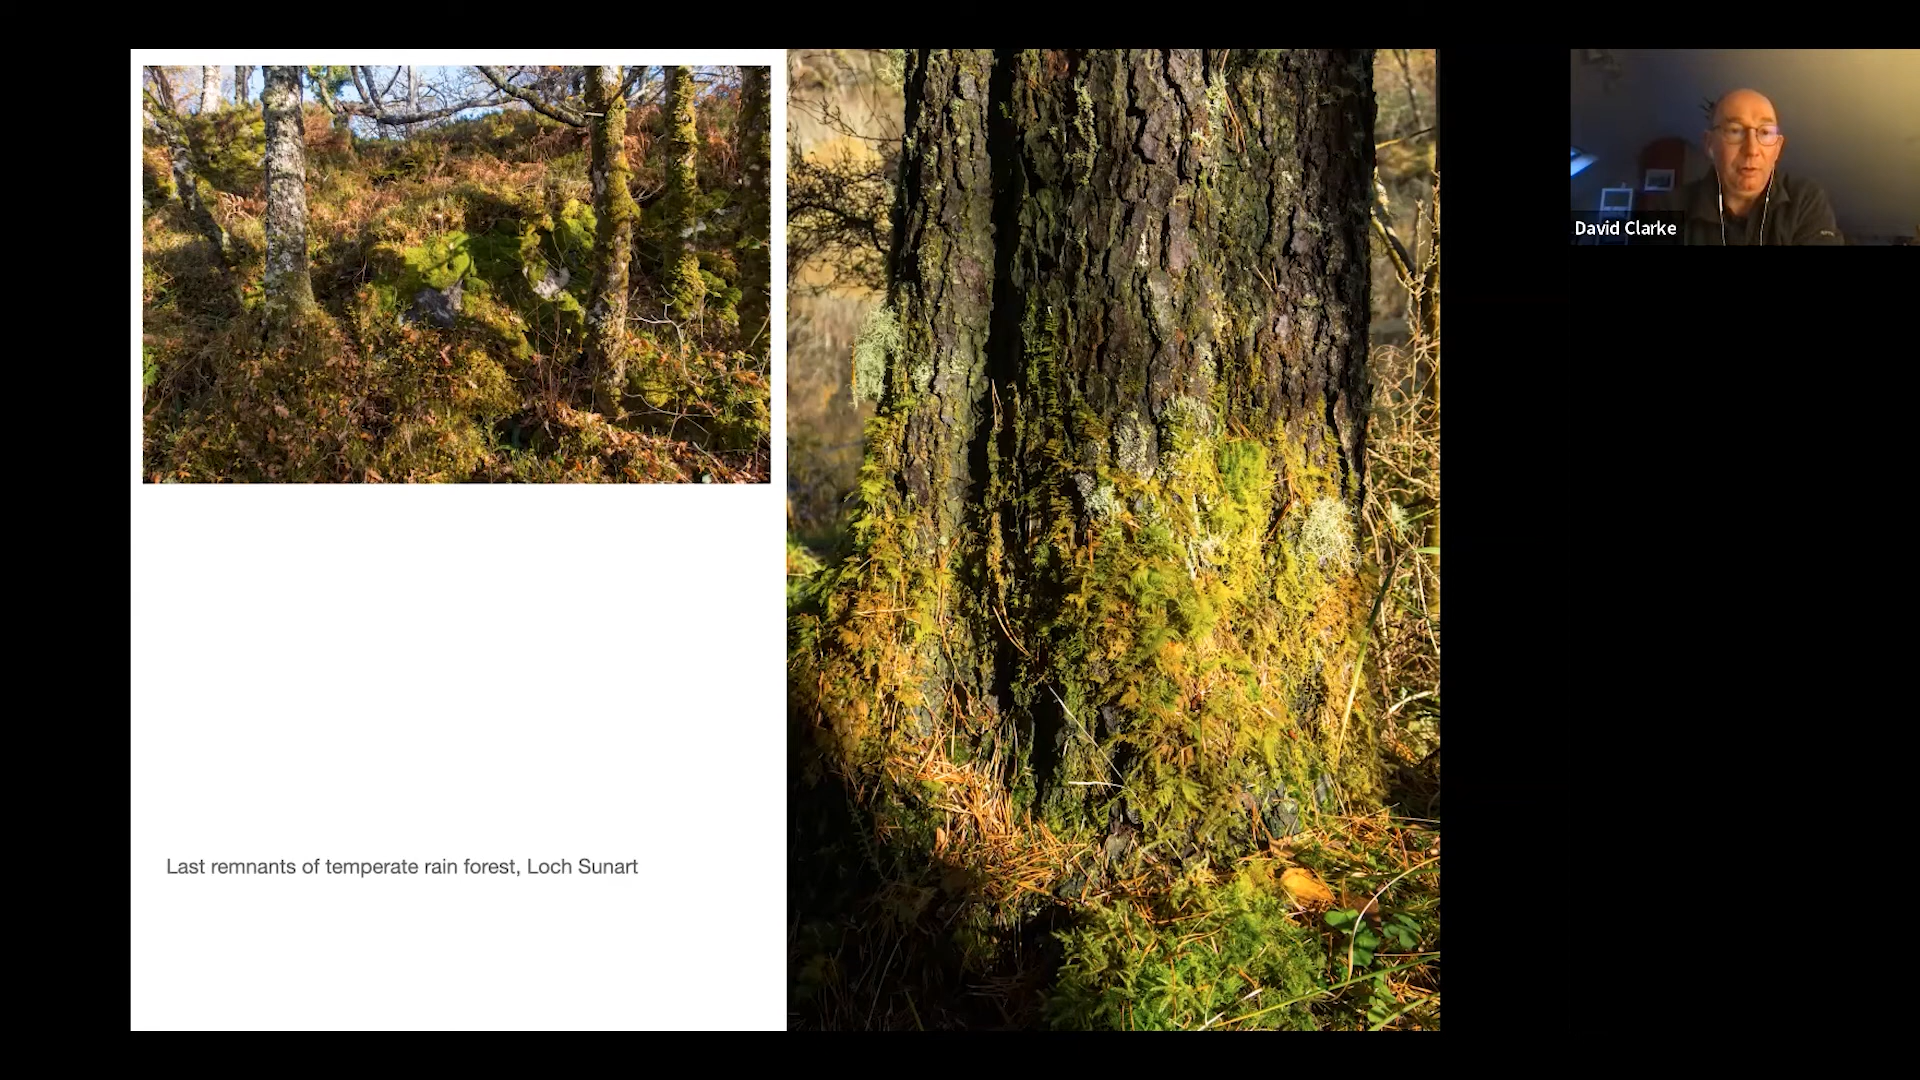 Last remnants of temperate rain forest, Loch Sunart
David Clarke